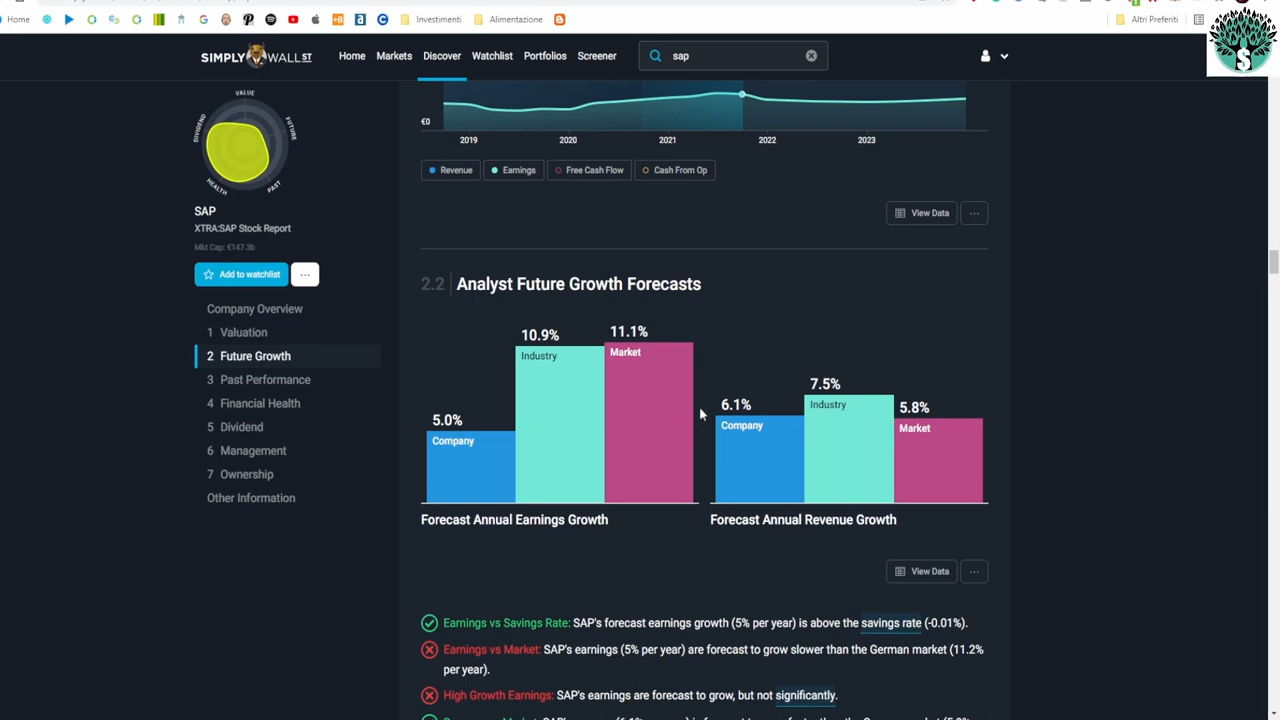 Home
Investimenti
Alimentazione
Altri Preferiti
SIMPLY WALL ST
Home
Markets
Discover
Watchlist
Portfolios
Screener
sap
S
VALUE
FUTURE
PAST
HEALTH
DIVIDEND
SAP
XTRA:SAP Stock Report
Mkt Cap: €147.3b
Add to watchlist
...
Company Overview
1 Valuation
2 Future Growth
3 Past Performance
4 Financial Health
5 Dividend
6 Management
7 Ownership
Other Information
€0
2019
2020
2021
2022
2023
Revenue
Earnings
Free Cash Flow
Cash From Op
View Data
...
2.2 Analyst Future Growth Forecasts
5.0%
Company
10.9%
Industry
11.1%
Market
Forecast Annual Earnings Growth
6.1%
Company
7.5%
Industry
5.8%
Market
Forecast Annual Revenue Growth
View Data
...
Earnings vs Savings Rate: SAP's forecast earnings growth (5% per year) is above the savings rate (-0.01%).
Earnings vs Market: SAP's earnings (5% per year) are forecast to grow slower than the German market (11.2%
per year).
High Growth Earnings: SAP's earnings are forecast to grow, but not significantly.